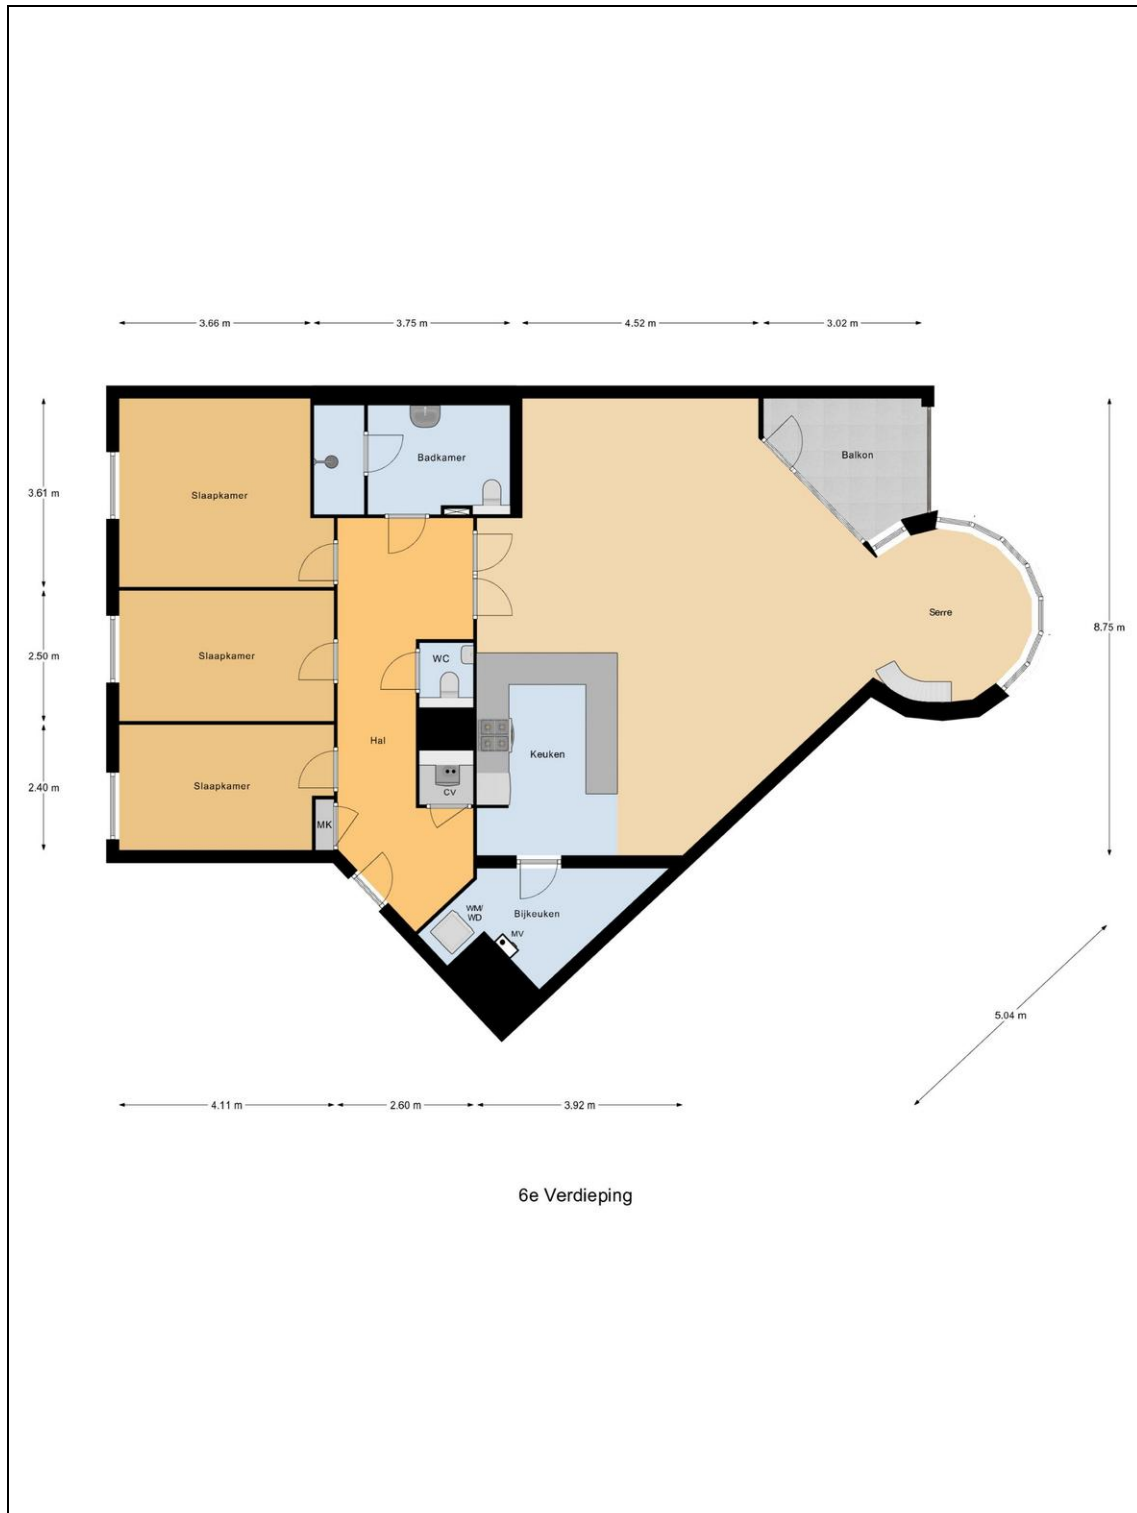 3.66 m
3.75 m
4.52 m
3.02 m
Badkamer
Balkon
3.61 m
Slaapkamer
Serre
8.75 m
2.50 m
Slaapkamer
WC
Hal
Keuken
2.40 m
Slaapkamer
CV
MK
WM/
WD
Bijkeuken
MV
5.04 m
4.11 m
2.60 m
3.92 m
6e Verdieping